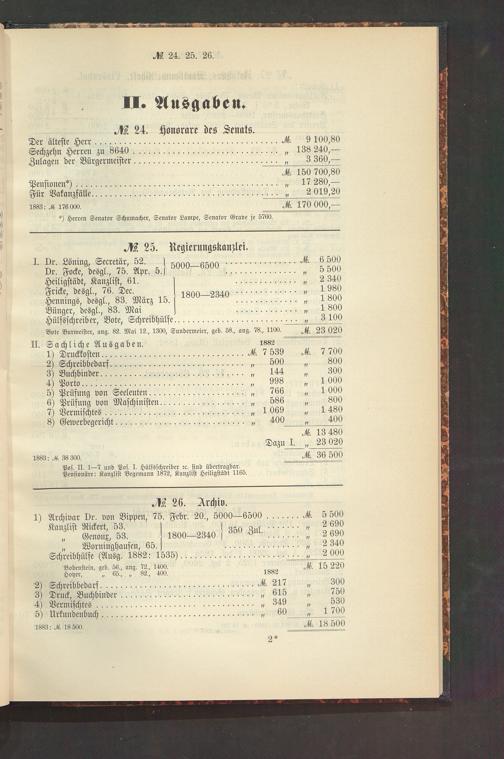 № 24. 25. 26.
II. Ausgaben.
№ 24. Honorare des Senats.
Der älteste Herr ℳ 9 100,80
Sechzehn Herren zu 8640 „ 138 240,—
Zulagen der Bürgermeister „ 3 360,—
ℳ 150 700,80
Pensionen*) „ 17 280,—
Für Vakanzfälle „ 2 019,20
1883: ℳ 176 000. ℳ 170 000,—
*) Herren Senator Schumacher, Senator Lampe, Senator Grave je 5760.
№ 25. Regierungskanzlei.
I. Dr. Löning, Secretär, 52. } 5000—6500 ℳ 6 500
Dr. Focke, desgl., 75. Apr. 5. „ 5 500
Heiligstädt, Kanzlist, 61. „ 2 340
Fricke, desgl., 76. Dec. „ 1 980
Hennings, desgl., 83. März 15. } 1800—2340 „ 1 800
Bünger, desgl., 83. Mai „ 1 800
Hülfsschreiber, Bote, Schreibhülfe „ 3 100
Bote Burmester, ang. 82. Mai 12., 1300, Sundermeier, geb. 58., ang. 78., 1100. ℳ 23 020
II. Sachliche Ausgaben. 1882
1) Druckkosten ℳ 7 539 ℳ 7 700
2) Schreibbedarf „ 500 „ 800
3) Buchbinder „ 144 „ 300
4) Porto „ 998 „ 1 000
5) Prüfung von Seeleuten „ 766 „ 1 000
6) Prüfung von Maschinisten „ 586 „ 800
7) Vermischtes „ 1 069 „ 1 480
8) Gewerbegericht „ 400 „ 400
ℳ 13 480
Dazu I. „ 23 020
1883: ℳ 38 300. ℳ 36 500
Pos. II. 1—7 und Pos. I. Hülfsschreiber ꝛc. sind übertragbar.
Pensionäre: Kanzlist Begemann 1872, Kanzlist Heiligstädt 1165.
№ 26. Archiv.
1) Archivar Dr. von Bippen, 75. Febr. 20., 5000—6500 ℳ 5 500
Kanzlist Rickert, 53. „ 2 690
„ Genoux, 53. } 1800—2340 } 350 Zul. „ 2 690
„ Worninghausen, 65. „ 2 340
Schreibhülfe (Ausg. 1882: 1535) „ 2 000
Bohenstein, geb. 56., ang. 72., 1400. ℳ 15 220
Hoyer, „ 65., „ 82., 400. 1882
2) Schreibbedarf ℳ 217 „ 300
3) Druck, Buchbinder „ 615 „ 750
4) Vermischtes „ 349 „ 530
5) Urkundenbuch „ 60 „ 1 700
1883: ℳ 18 500. ℳ 18 500
2*